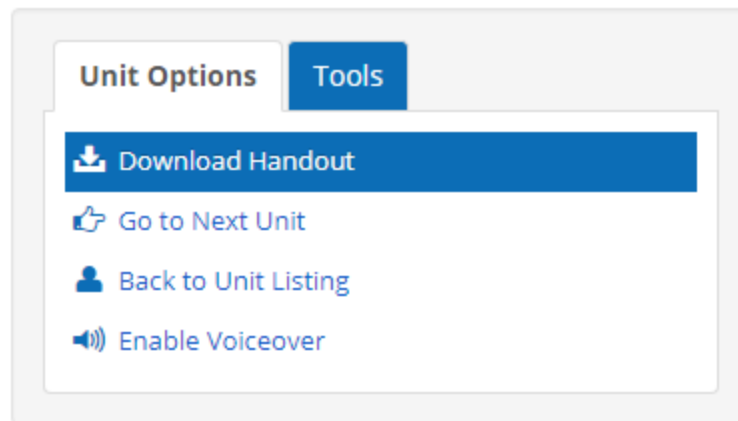 Unit Options Tools
Download Handout
Go to Next Unit
Back to Unit Listing
Enable Voiceover